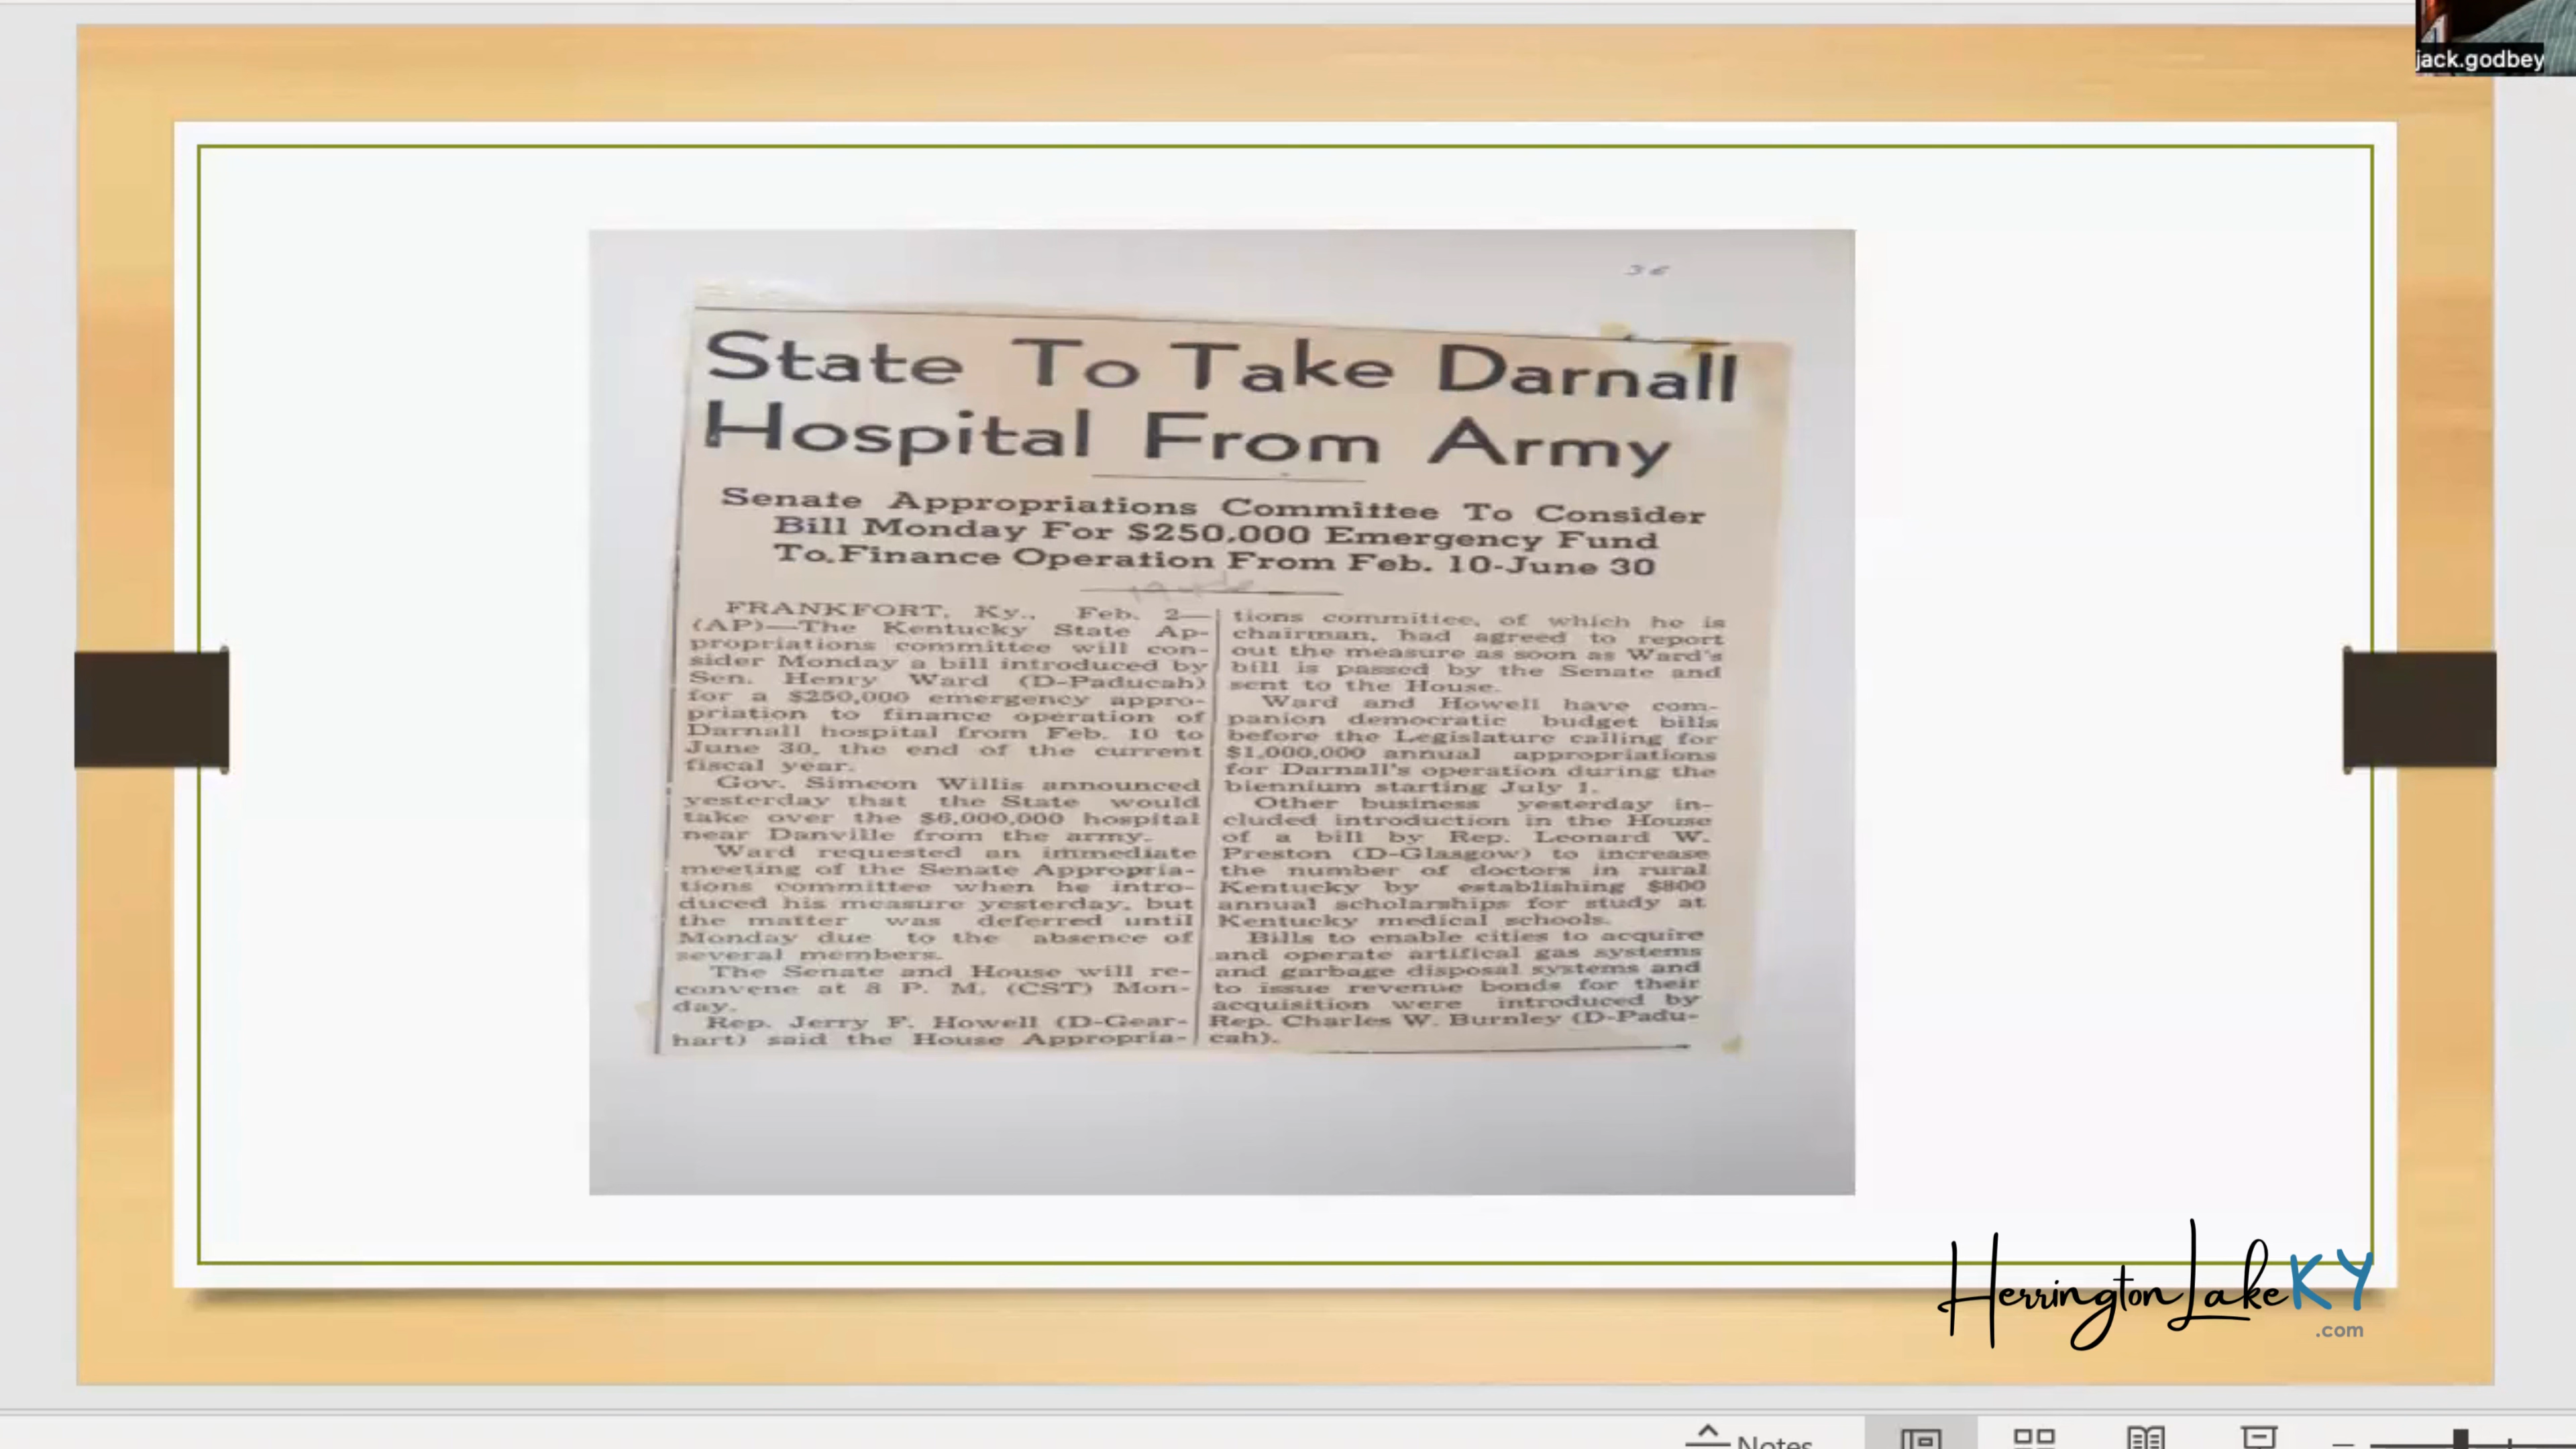 jack.godbey
36
State To Take Darnall
Hospital From Army
Senate Appropriations Committee To Consider
Bill Monday For $250,000 Emergency Fund
To Finance Operation From Feb. 10-June 30
FRANKFORT, Ky., Feb. 2—
(AP)—The Kentucky State Ap-
propriations committee will con-
sider Monday a bill introduced by
Sen. Henry Ward (D-Paducah)
for a $250,000 emergency appro-
priation to finance operation of
Darnall hospital from Feb. 10 to
June 30, the end of the current
fiscal year.
Gov. Simeon Willis announced
yesterday that the State would
take over the $6,000,000 hospital
near Danville from the army.
Ward requested an immediate
meeting of the Senate Appropria-
tions committee when he intro-
duced his measure yesterday, but
the matter was deferred until
Monday due to the absence of
several members.
The Senate and House will re-
convene at 8 P. M. (CST) Mon-
day.
Rep. Jerry F. Howell (D-Gear-
hart) said the House Appropria-
tions committee, of which he is
chairman, had agreed to report
out the measure as soon as Ward's
bill is passed by the Senate and
sent to the House.
Ward and Howell have com-
panion democratic budget bills
before the Legislature calling for
$1,000,000 annual appropriations
for Darnall's operation during the
biennium starting July 1.
Other business yesterday in-
cluded introduction in the House
of a bill by Rep. Leonard W.
Preston (D-Glasgow) to increase
the number of doctors in rural
Kentucky by establishing $800
annual scholarships for study at
Kentucky medical schools.
Bills to enable cities to acquire
and operate artifical gas systems
and garbage disposal systems and
to issue revenue bonds for their
acquisition were introduced by
Rep. Charles W. Burnley (D-Padu-
cah).
HerringtonLakeKY
.com
Notes